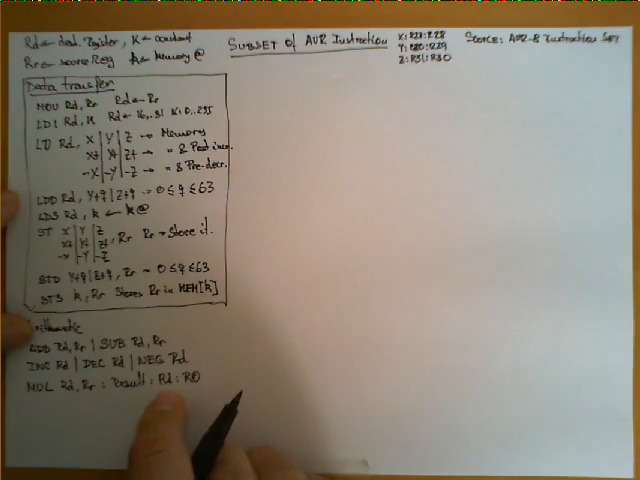 Rd ← dest. Register, K ← constant
Rr ← source Reg k ← Memory @
SUBSET of AVR Instruction
X: R27:R28
Y: R30:R29
Z: R31:R30
SOURCE: AVR-8 Instruction SET
Data transfer
MOV Rd, Rr Rd ← Rr
LDI Rd, K Rd ← 16..31 K: 0..255
LD Rd, X | Y | Z → Memory
X+ | Y+ | Z+ → = & Post incr.
-X | -Y | -Z → = & Pre-decr.
LDD Rd, Y+q | Z+q → 0 ≤ q ≤ 63
LDS Rd, k ← k@
ST X | Y | Z
X+ | Y+ | Z+, Rr Rr → Store it.
-X | -Y | -Z
STD Y+q | Z+q, Rr → 0 ≤ q ≤ 63
STS k, Rr Stores Rr in MEM[k]
Arithmetic
ADD Rd, Rr | SUB Rd, Rr
INC Rd | DEC Rd | NEG Rd
MUL Rd, Rr : Result : Rd : R0